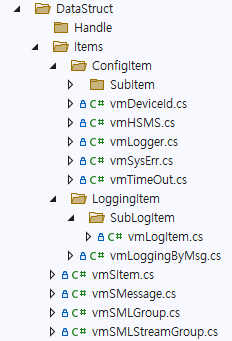 DataStruct
Handle
Items
ConfigItem
SubItem
C# vmDeviceId.cs
C# vmHSMS.cs
C# vmLogger.cs
C# vmSysErr.cs
C# vmTimeOut.cs
LoggingItem
SubLogItem
C# vmLogItem.cs
C# vmLoggingByMsg.cs
C# vmSItem.cs
C# vmSMessage.cs
C# vmSMLGroup.cs
C# vmSMLStreamGroup.cs